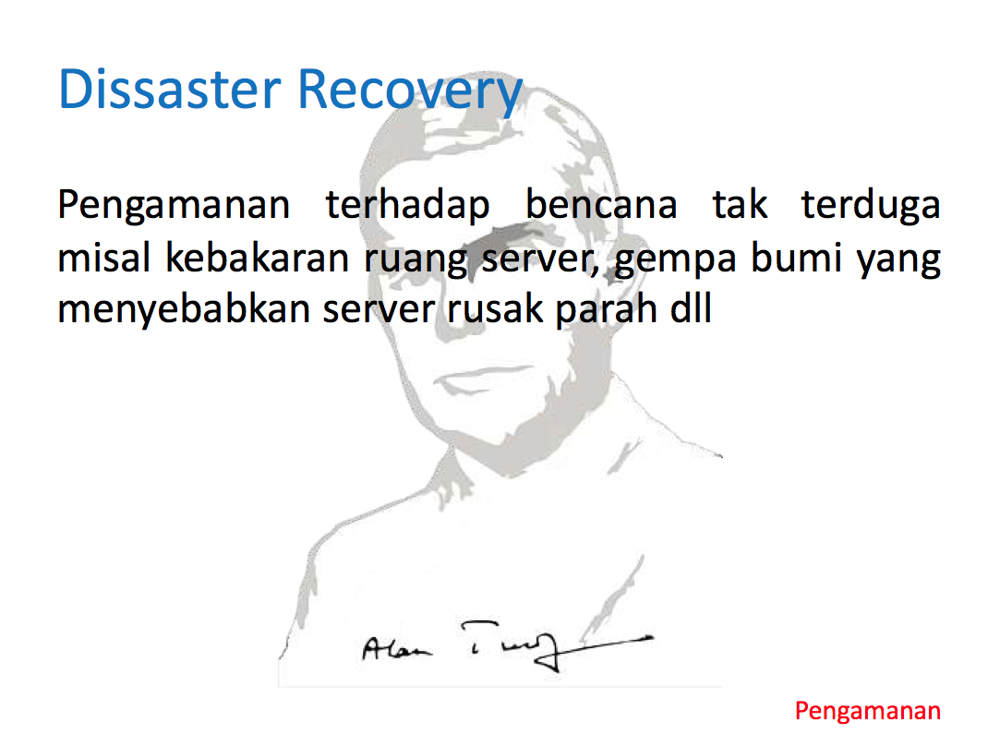 Dissaster Recovery
Pengamanan terhadap bencana tak terduga
misal kebakaran ruang server, gempa bumi yang
menyebabkan server rusak parah dll
Alan Turing
Pengamanan